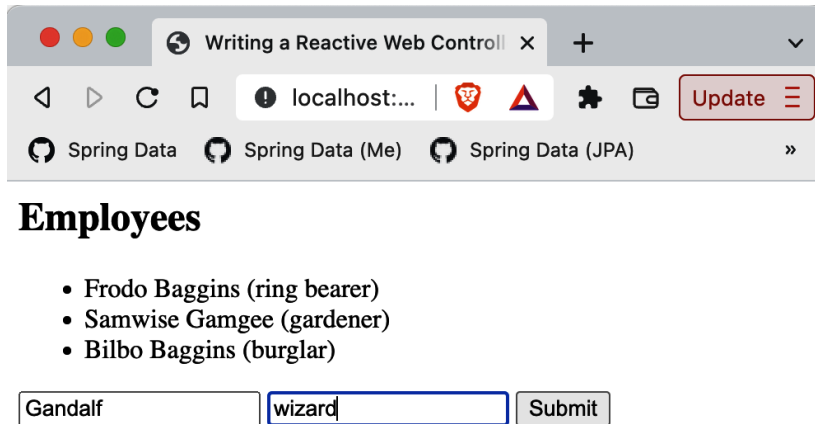 Writing a Reactive Web Controll
localhost:...
Update
Spring Data
Spring Data (Me)
Spring Data (JPA)
»
Employees
• Frodo Baggins (ring bearer)
• Samwise Gamgee (gardener)
• Bilbo Baggins (burglar)
Gandalf wizard Submit